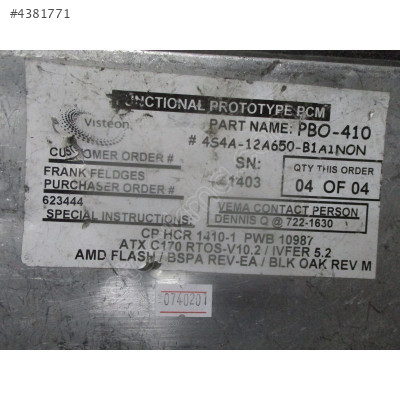 #4381771
FUNCTIONAL PROTOTYPE PCM
Visteon
PART NAME: PBO-410
# 4S4A-12A650-B1A1NON
CUSTOMER ORDER #
SN:
QTY THIS ORDER
FRANK FELDGES
1403
04 OF 04
PURCHASER ORDER #
623444
VEMA CONTACT PERSON
SPECIAL INSTRUCTIONS:
DENNIS Q @ 722-1630
CP HCR 1410-1 PWB 10987
ATX C170 RTOS-V10.2 / IVFER 5.2
AMD FLASH / BSPA REV-EA / BLK OAK REV M
0740201